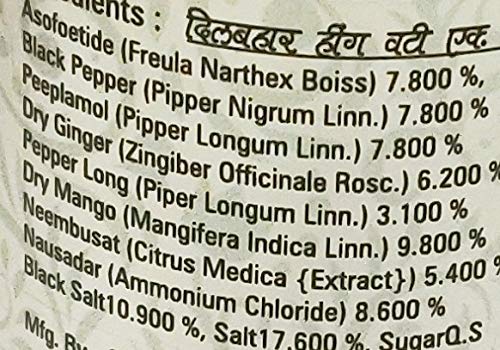 ents : दिलबहार हींग वटी एक
Asofoetide (Freula Narthex Boiss) 7.800 %,
Black Pepper (Pipper Nigrum Linn.) 7.800 %
Peeplamol (Pipper Longum Linn.) 7.800 %
Dry Ginger (Zingiber Officinale Rosc.) 6.200 %
Pepper Long (Piper Longum Linn.) 3.100 %
Dry Mango (Mangifera Indica Linn.) 9.800 %
Neembusat (Citrus Medica {Extract}) 5.400 %
Nausadar (Ammonium Chloride) 8.600 %
Black Salt10.900 %, Salt17.600 %, SugarQ.S
Mfg. By